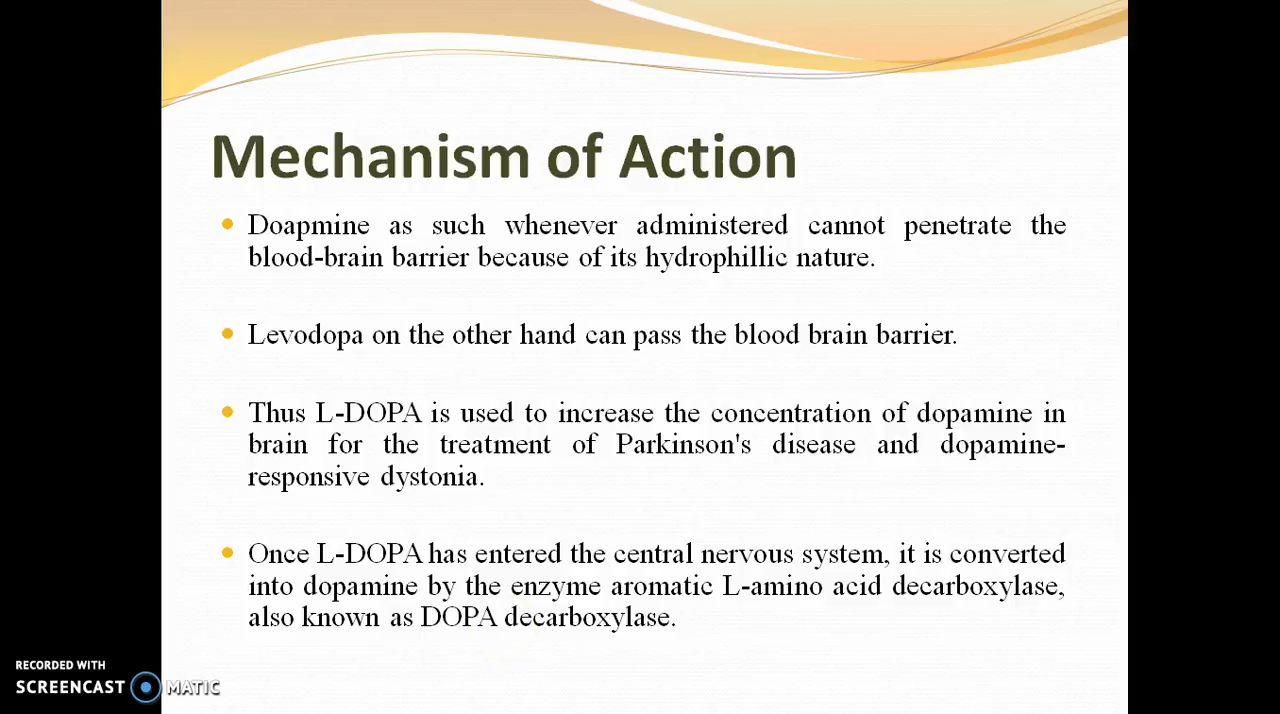 Mechanism of Action
Doapmine as such whenever administered cannot penetrate the
blood-brain barrier because of its hydrophillic nature.
Levodopa on the other hand can pass the blood brain barrier.
Thus L-DOPA is used to increase the concentration of dopamine in
brain for the treatment of Parkinson's disease and dopamine-
responsive dystonia.
Once L-DOPA has entered the central nervous system, it is converted
into dopamine by the enzyme aromatic L-amino acid decarboxylase,
also known as DOPA decarboxylase.
RECORDED WITH
SCREENCAST MATIC